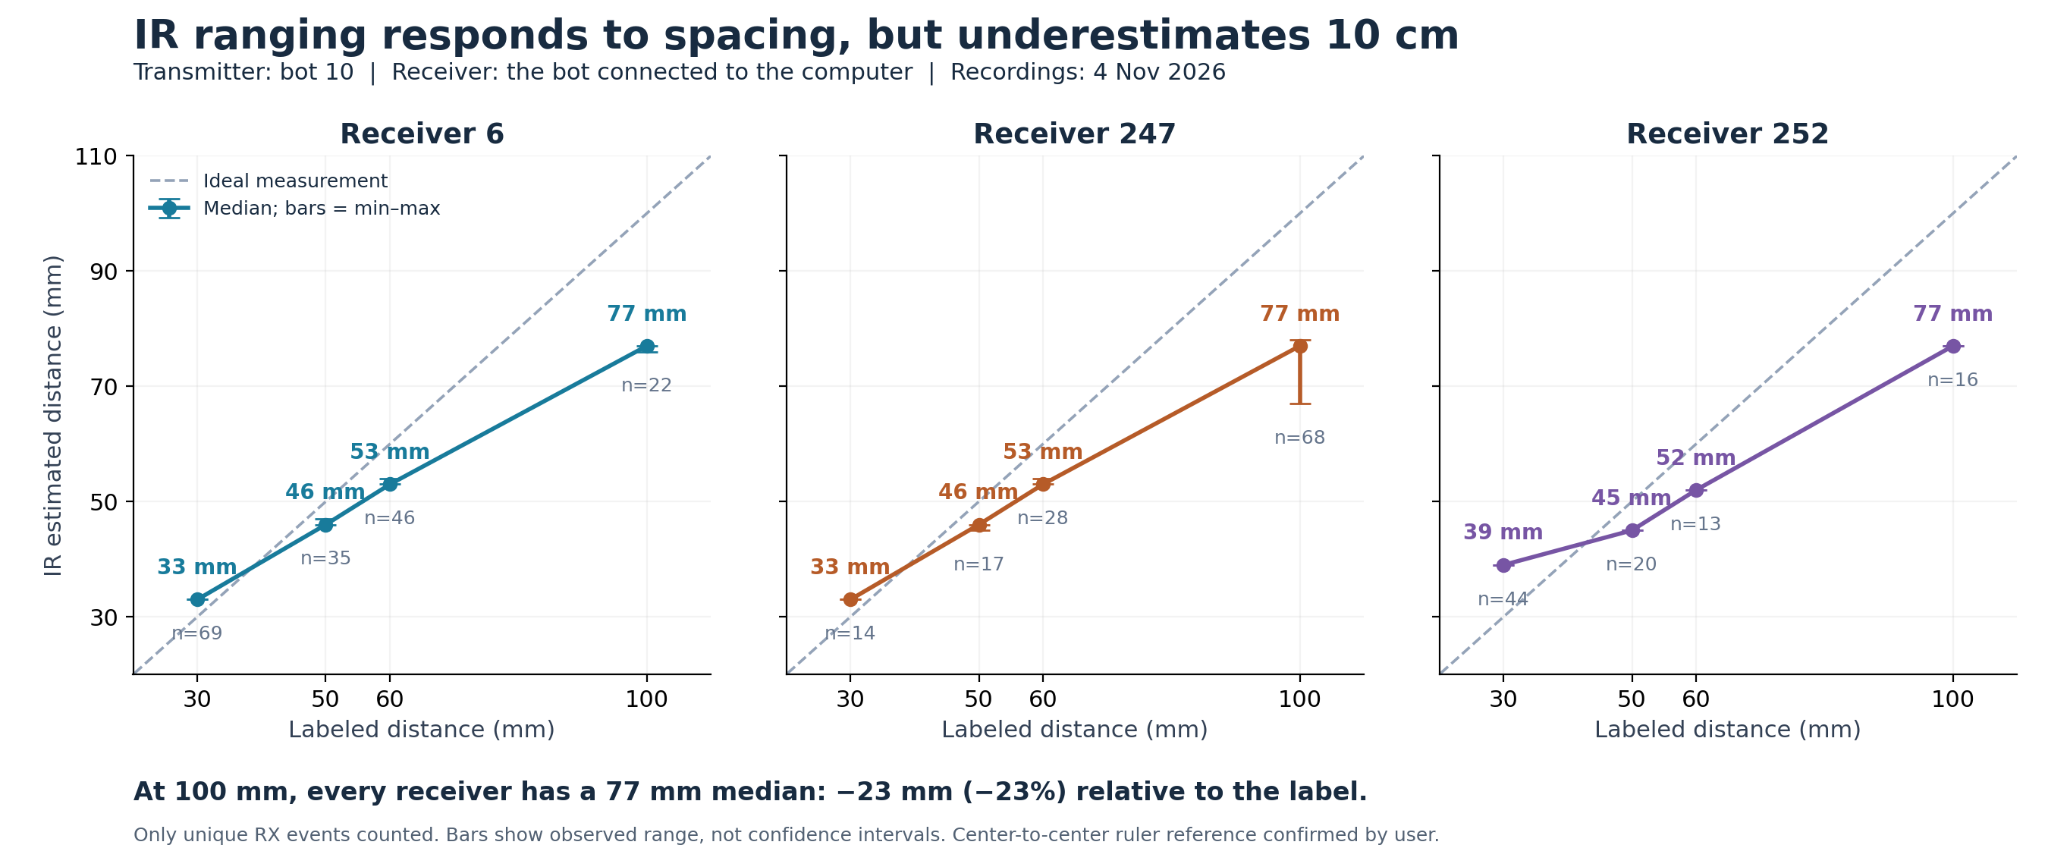 IR ranging responds to spacing, but underestimates 10 cm
Transmitter: bot 10 | Receiver: the bot connected to the computer | Recordings: 4 Nov 2026
Receiver 6
110
90
70
50
30
IR estimated distance (mm)
Ideal measurement
Median; bars = min–max
33 mm
n=69
46 mm
n=35
53 mm
n=46
77 mm
n=22
30 50 60 100
Labeled distance (mm)
Receiver 247
33 mm
n=14
46 mm
n=17
53 mm
n=28
77 mm
n=68
30 50 60 100
Labeled distance (mm)
Receiver 252
39 mm
n=44
45 mm
n=20
52 mm
n=13
77 mm
n=16
30 50 60 100
Labeled distance (mm)
At 100 mm, every receiver has a 77 mm median: −23 mm (−23%) relative to the label.
Only unique RX events counted. Bars show observed range, not confidence intervals. Center-to-center ruler reference confirmed by user.